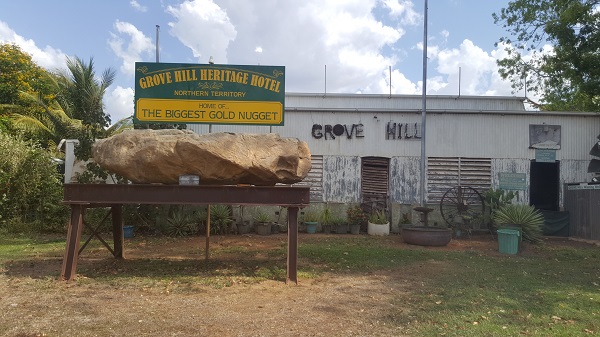 GROVE HILL HERITAGE HOTEL
NORTHERN TERRITORY
HOME OF...
THE BIGGEST GOLD NUGGET
GROVE HILL